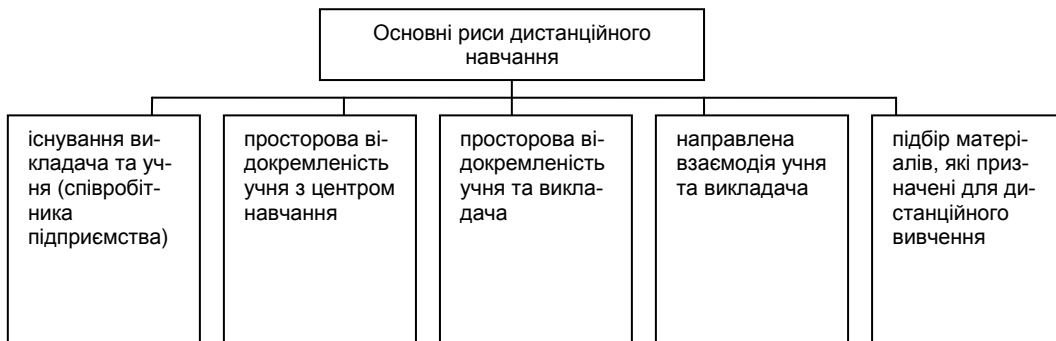 Основні риси дистанційного
навчання
існування ви-
кладача та уч-
ня (співробіт-
ника
підприємства)
просторова ві-
докремленість
учня з центром
навчання
просторова ві-
докремленість
учня та викла-
дача
направлена
взаємодія учня
та викладача
підбір матері-
алів, які приз-
начені для ди-
станційного
вивчення